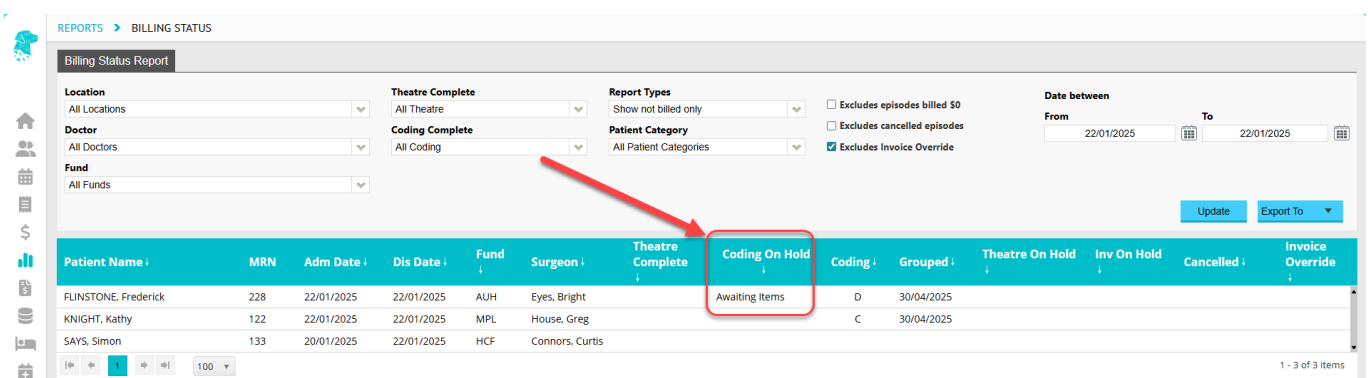 REPORTS > BILLING STATUS
Billing Status Report
Location
All Locations
Doctor
All Doctors
Fund
All Funds
Theatre Complete
All Theatre
Coding Complete
All Coding
Report Types
Show not billed only
Patient Category
All Patient Categories
Excludes episodes billed $0
Excludes cancelled episodes
Excludes Invoice Override
Date between
From To
22/01/2025 22/01/2025
Update Export To
Patient Name↓ MRN Adm Date↓ Dis Date↓ Fund ↓ Surgeon↓ Theatre Complete ↓ Coding On Hold ↓ Coding↓ Grouped↓ Theatre On Hold ↓ Inv On Hold ↓ Cancelled↓ Invoice Override ↓
FLINSTONE, Frederick 228 22/01/2025 22/01/2025 AUH Eyes, Bright Awaiting Items D 30/04/2025
KNIGHT, Kathy 122 22/01/2025 22/01/2025 MPL House, Greg C 30/04/2025
SAYS, Simon 133 20/01/2025 22/01/2025 HCF Connors, Curtis
1 100 1 - 3 of 3 items